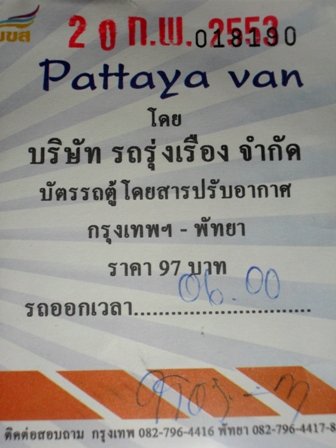 บขส
20 ก.พ. 2553
018190
Pattaya van
โดย
บริษัท รถรุ่งเรือง จำกัด
บัตรรถตู้โดยสารปรับอากาศ
กรุงเทพฯ - พัทยา
ราคา 97 บาท
รถออกเวลา.............................. 06.00
ติดต่อสอบถาม กรุงเทพ 082-796-4416 พัทยา 082-796-4417-8